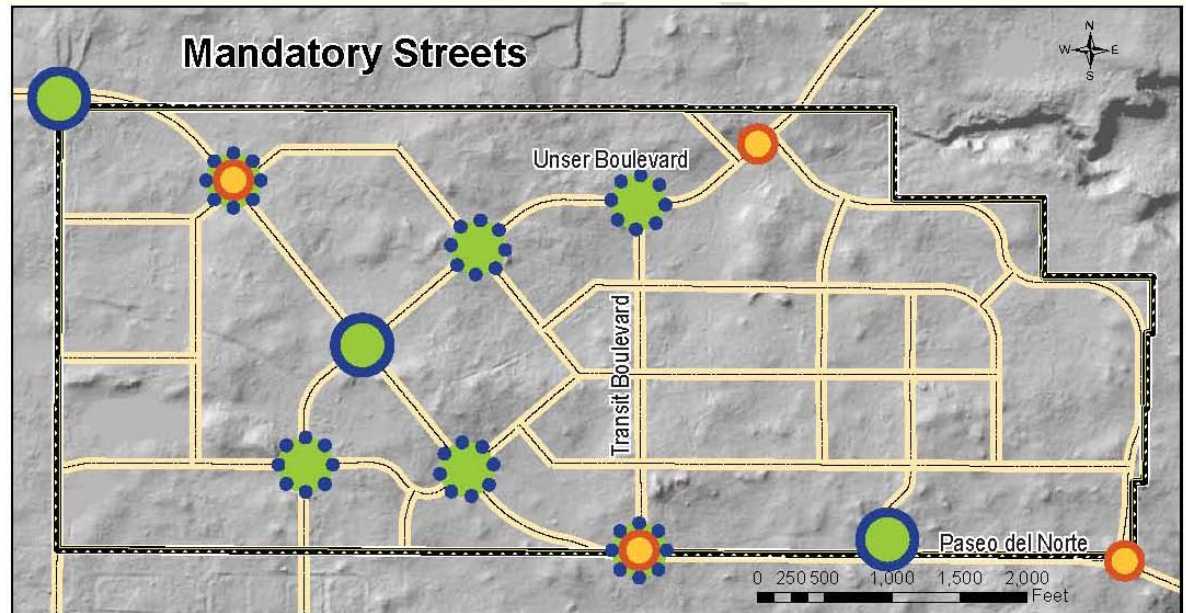 Mandatory Streets
N
W E
S
Unser Boulevard
Transit Boulevard
Paseo del Norte
0 250 500 1,000 1,500 2,000
Feet